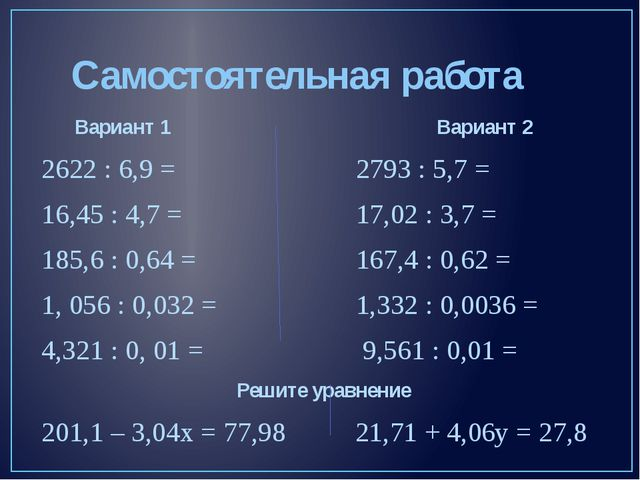 Самостоятельная работа
Вариант 1
2622 : 6,9 =
16,45 : 4,7 =
185,6 : 0,64 =
1, 056 : 0,032 =
4,321 : 0, 01 =
Вариант 2
2793 : 5,7 =
17,02 : 3,7 =
167,4 : 0,62 =
1,332 : 0,0036 =
9,561 : 0,01 =
Решите уравнение
201,1 – 3,04х = 77,98
21,71 + 4,06у = 27,8